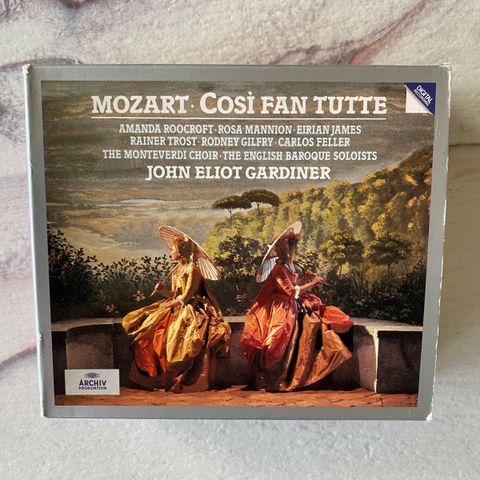 DIGITAL
RECORDING
MOZART · COSÌ FAN TUTTE
AMANDA ROOCROFT · ROSA MANNION · EIRIAN JAMES
RAINER TROST · RODNEY GILFRY · CARLOS FELLER
THE MONTEVERDI CHOIR · THE ENGLISH BAROQUE SOLOISTS
JOHN ELIOT GARDINER
ARCHIV
PRODUKTION